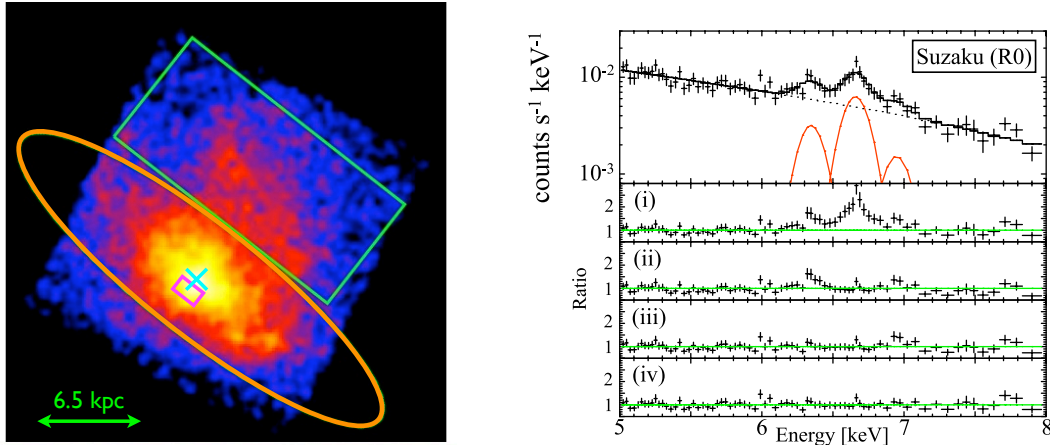 6.5 kpc
Suzaku (R0)
counts s⁻¹ keV⁻¹
10⁻²
10⁻³
(i)
2
1
(ii)
2
1
(iii)
2
1
(iv)
2
1
Ratio
5 6 7 8
Energy [keV]